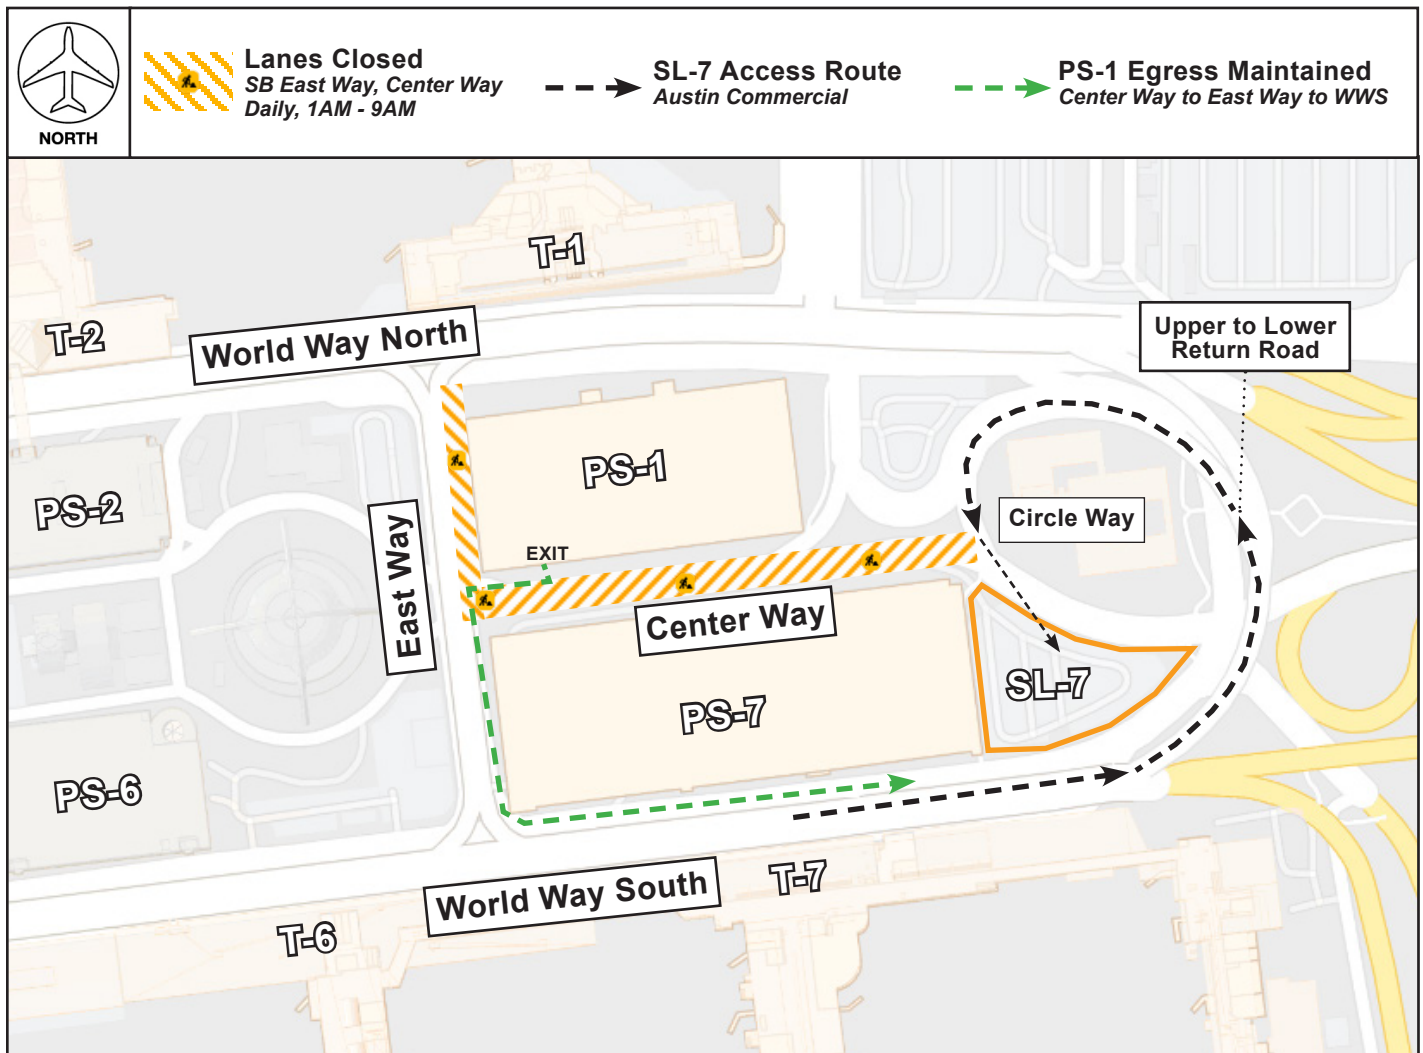 NORTH
Lanes Closed
SB East Way, Center Way
Daily, 1AM - 9AM
SL-7 Access Route
Austin Commercial
PS-1 Egress Maintained
Center Way to East Way to WWS
T-1
T-2
World Way North
Upper to Lower
Return Road
PS-1
PS-2
Circle Way
EXIT
East Way
Center Way
SL-7
PS-7
PS-6
World Way South
T-7
T-6